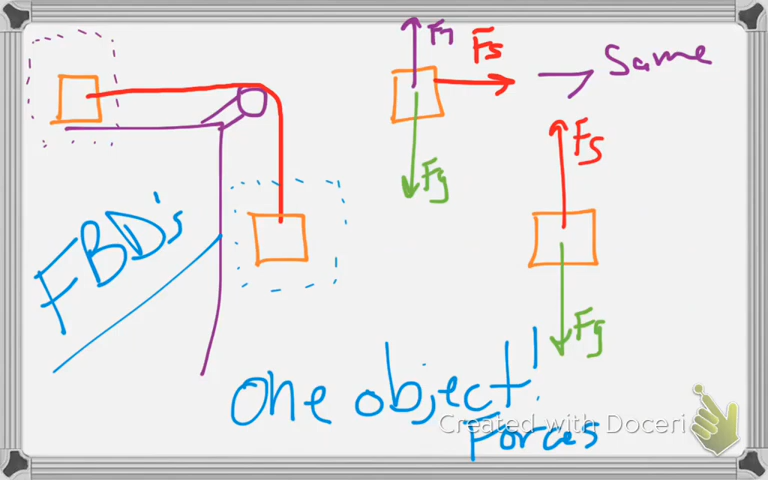 Fn
Fs
Same
Fg
Fs
FBD's
Fg
One object!
Created with Doceri
Forces